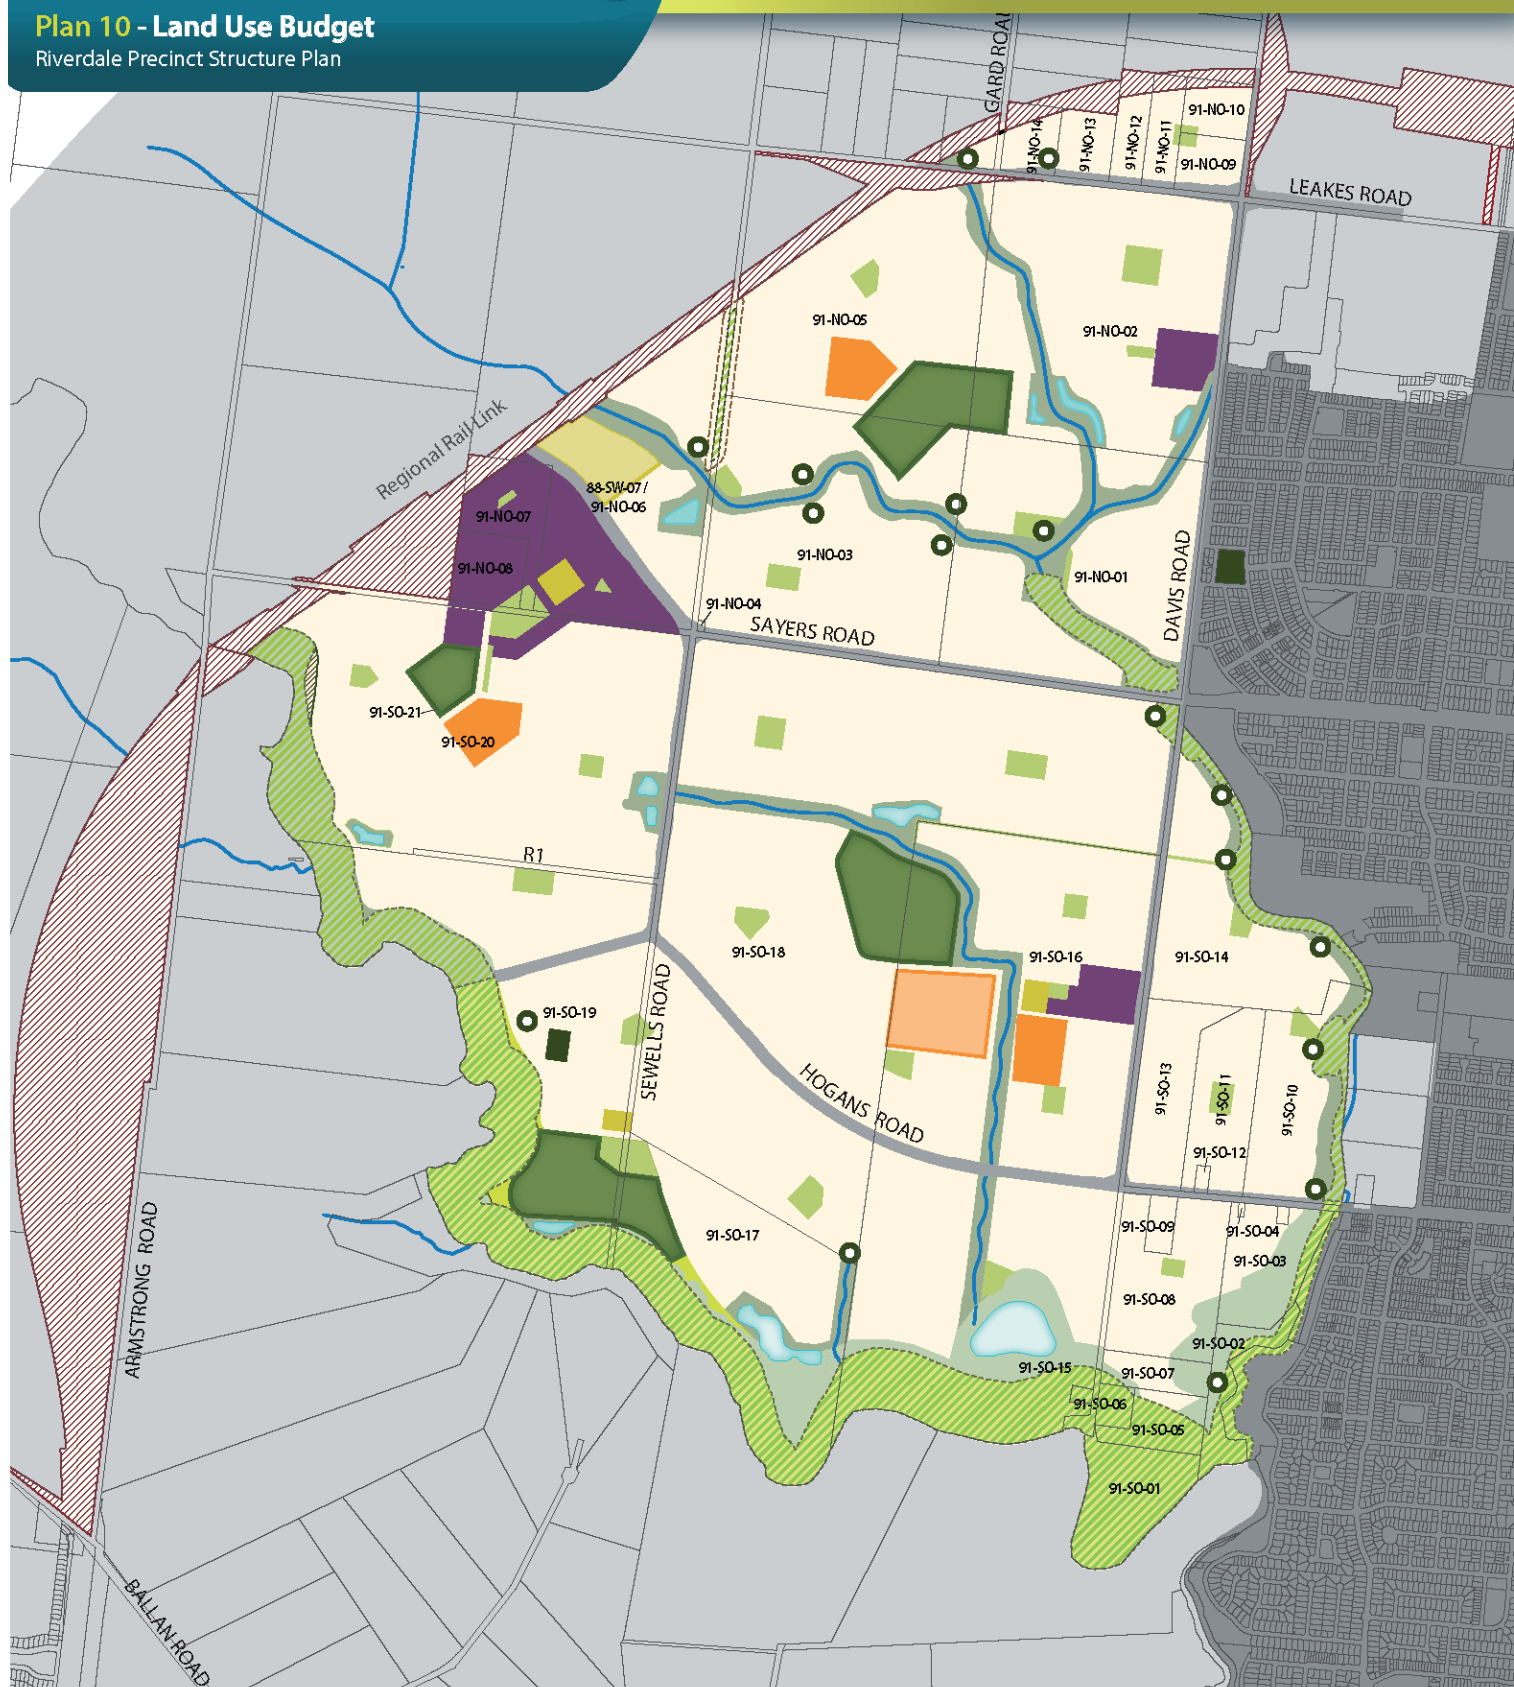 Plan 10 - Land Use Budget
Riverdale Precinct Structure Plan
GARD ROAD
91-NO-10
91-NO-14
91-NO-13
91-NO-12
91-NO-11
91-NO-09
LEAKES ROAD
91-NO-05
91-NO-02
Regional Rail Link
88-SW-07/
91-NO-06
91-NO-07
91-NO-08
91-NO-03
91-NO-01
DAVIS ROAD
91-NO-04
SAYERS ROAD
91-SO-21
91-SO-20
R1
91-SO-18
91-SO-16
91-SO-14
91-SO-19
SEWELLS ROAD
HOGANS ROAD
91-SO-13
91-SO-11
91-SO-10
91-SO-12
ARMSTRONG ROAD
91-SO-17
91-SO-09
91-SO-04
91-SO-03
91-SO-08
91-SO-02
91-SO-15
91-SO-07
91-SO-06
91-SO-05
91-SO-01
BALLAN ROAD